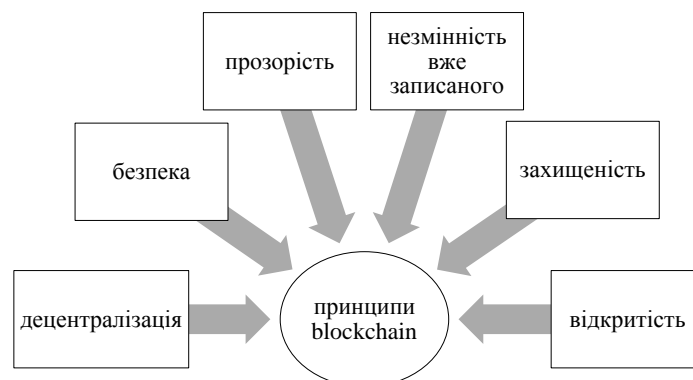 незмінність
вже
записаного
прозорість
безпека
захищеність
децентралізація
принципи
blockchain
відкритість